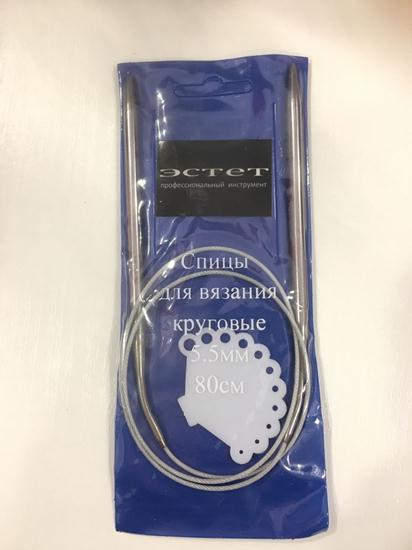 ЭСТЕТ
профессиональный инструмент
Спицы
для вязания
круговые
5.5мм
80см